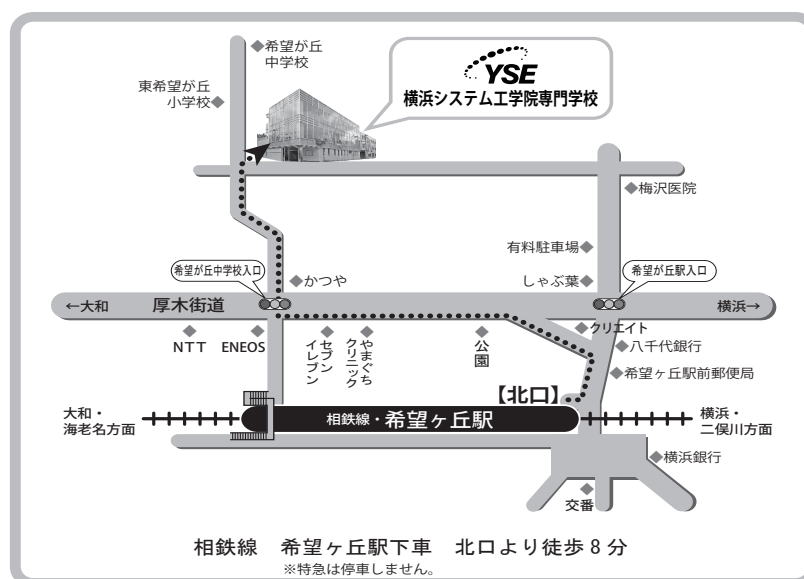 希望が丘
中学校
東希望が丘
小学校
YSE
横浜システム工学院専門学校
梅沢医院
有料駐車場
希望が丘中学校入口
かつや
しゃぶ葉
希望が丘駅入口
←大和
厚木街道
横浜→
NTT
ENEOS
セブン
イレブン
やまぐち
クリニック
公園
クリエイト
八千代銀行
希望ヶ丘駅前郵便局
【北口】
大和・
海老名方面
相鉄線・希望ヶ丘駅
横浜・
二俣川方面
横浜銀行
交番
相鉄線 希望ヶ丘駅下車 北口より徒歩8分
※特急は停車しません。